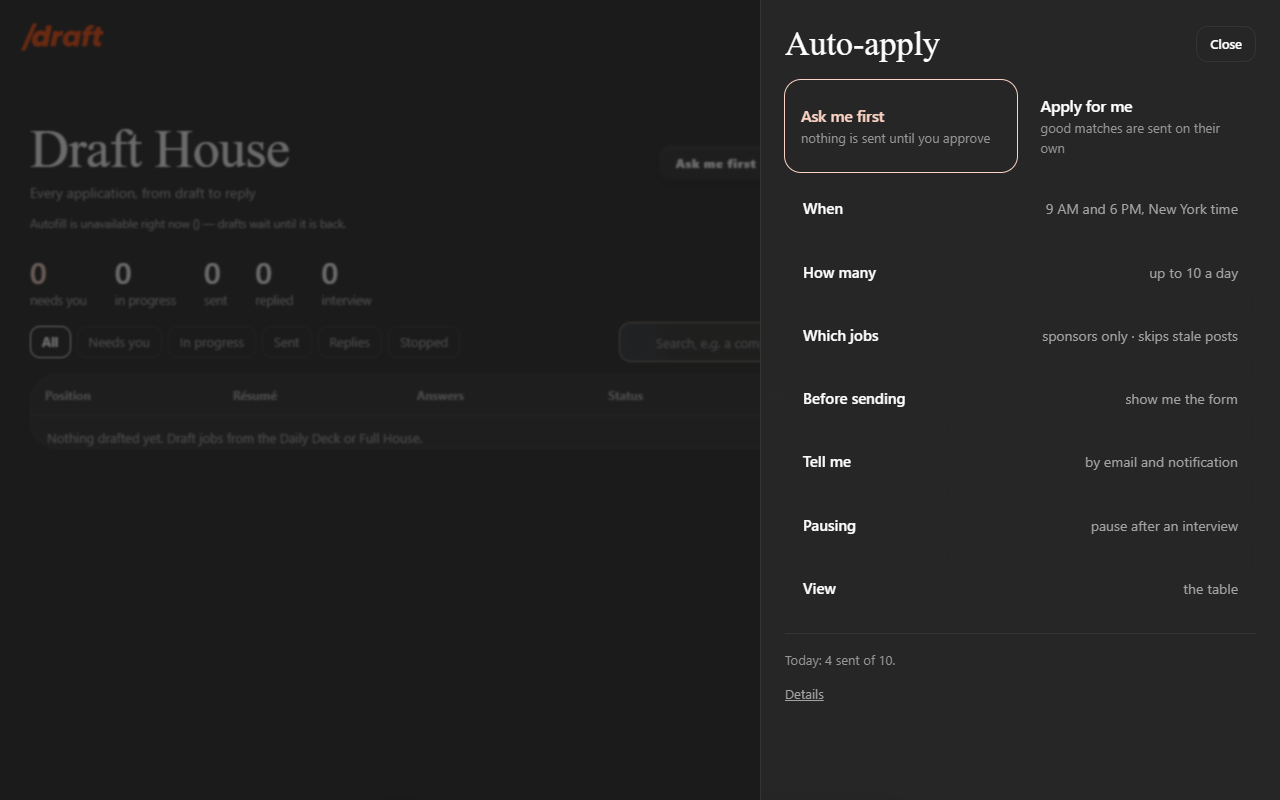 /draft
Draft House
Every application, from draft to reply
Ask me first
Autofill is unavailable right now () — drafts wait until it is back.
0 0 0 0 0
needs you in progress sent replied interview
All Needs you In progress Sent Replies Stopped
Search, e.g. a com
Position Résumé Answers Status
Nothing drafted yet. Draft jobs from the Daily Deck or Full House.
Auto-apply
Close
Ask me first
nothing is sent until you approve
Apply for me
good matches are sent on their
own
When 9 AM and 6 PM, New York time
How many up to 10 a day
Which jobs sponsors only · skips stale posts
Before sending show me the form
Tell me by email and notification
Pausing pause after an interview
View the table
Today: 4 sent of 10.
Details